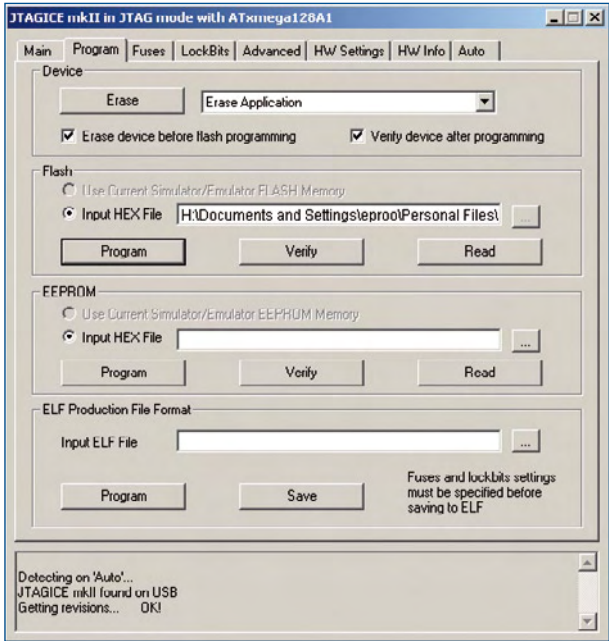 JTAGICE mkII in JTAG mode with ATxmega128A1
Main Program Fuses LockBits Advanced HW Settings HW Info Auto
Device
Erase Erase Application
Erase device before flash programming Verify device after programming
Flash
Use Current Simulator/Emulator FLASH Memory
Input HEX File H:\Documents and Settings\eproo\Personal Files\ ...
Program Verify Read
EEPROM
Use Current Simulator/Emulator EEPROM Memory
Input HEX File ...
Program Verify Read
ELF Production File Format
Input ELF File ...
Program Save Fuses and lockbits settings
must be specified before
saving to ELF
Detecting on 'Auto'...
JTAGICE mkII found on USB
Getting revisions... OK!